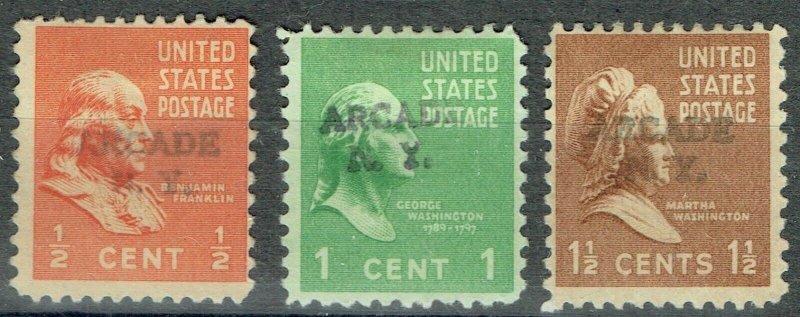 UNITED
STATES
POSTAGE
ARCADE
N. Y.
BENJAMIN
FRANKLIN
1/2 CENT 1/2
UNITED
STATES
POSTAGE
ARCADE
N. Y.
GEORGE
WASHINGTON
1789-1797
1 CENT 1
UNITED
STATES
POSTAGE
ARCADE
N. Y.
MARTHA
WASHINGTON
1 1/2 CENTS 1 1/2